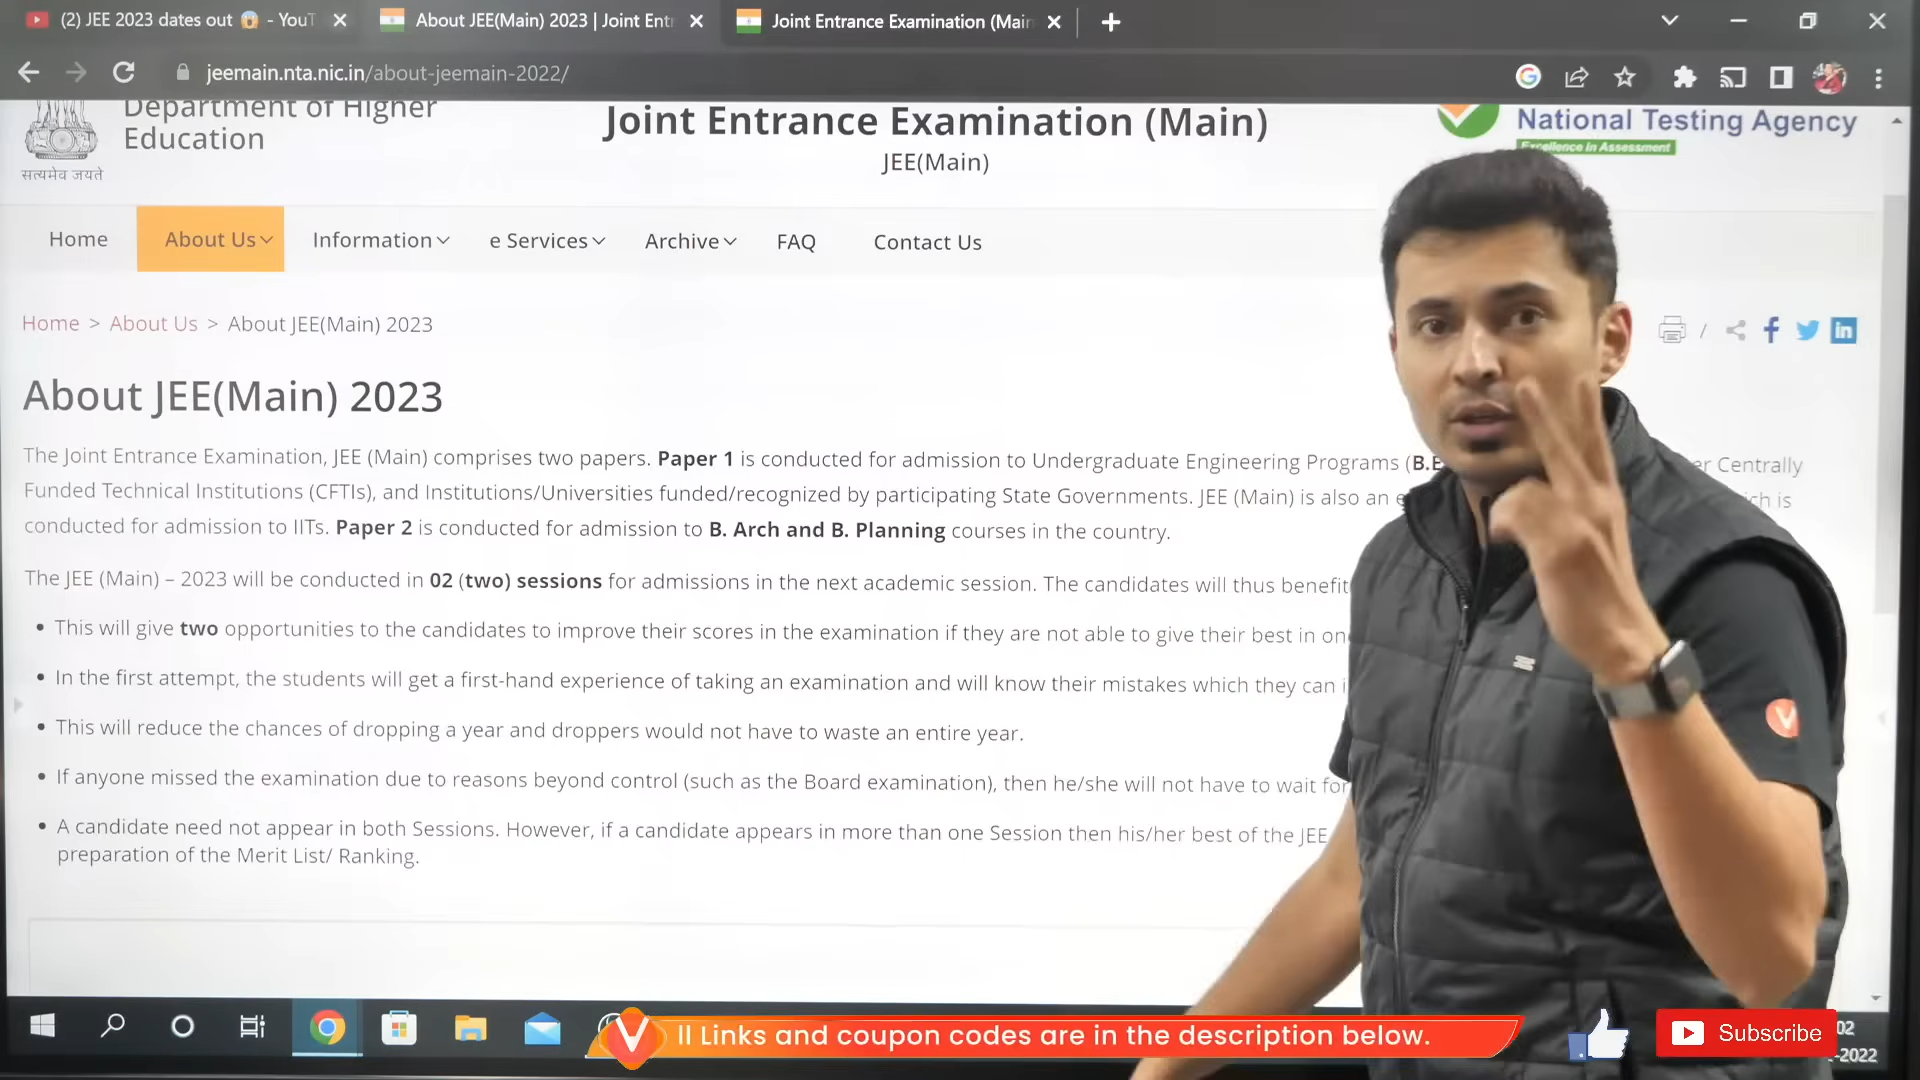 (2) JEE 2023 dates out 😱 - YouT
About JEE(Main) 2023 | Joint Ent
Joint Entrance Examination (Main
jeemain.nta.nic.in/about-jeemain-2022/
Department of Higher
Education
सत्यमेव जयते
Joint Entrance Examination (Main)
JEE(Main)
National Testing Agency
Excellence in Assessment
Home
About Us
Information
e Services
Archive
FAQ
Contact Us
Home > About Us > About JEE(Main) 2023
/
About JEE(Main) 2023
The Joint Entrance Examination, JEE (Main) comprises two papers. Paper 1 is conducted for admission to Undergraduate Engineering Programs (B.E Centrally
Funded Technical Institutions (CFTIs), and Institutions/Universities funded/recognized by participating State Governments. JEE (Main) is also an is
conducted for admission to IITs. Paper 2 is conducted for admission to B. Arch and B. Planning courses in the country.
The JEE (Main) – 2023 will be conducted in 02 (two) sessions for admissions in the next academic session. The candidates will thus benefit
• This will give two opportunities to the candidates to improve their scores in the examination if they are not able to give their best in
• In the first attempt, the students will get a first-hand experience of taking an examination and will know their mistakes which they can
• This will reduce the chances of dropping a year and droppers would not have to waste an entire year.
• If anyone missed the examination due to reasons beyond control (such as the Board examination), then he/she will not have to wait for
• A candidate need not appear in both Sessions. However, if a candidate appears in more than one Session then his/her best of the JEE
preparation of the Merit List/ Ranking.
ll Links and coupon codes are in the description below.
Subscribe
02
-2022